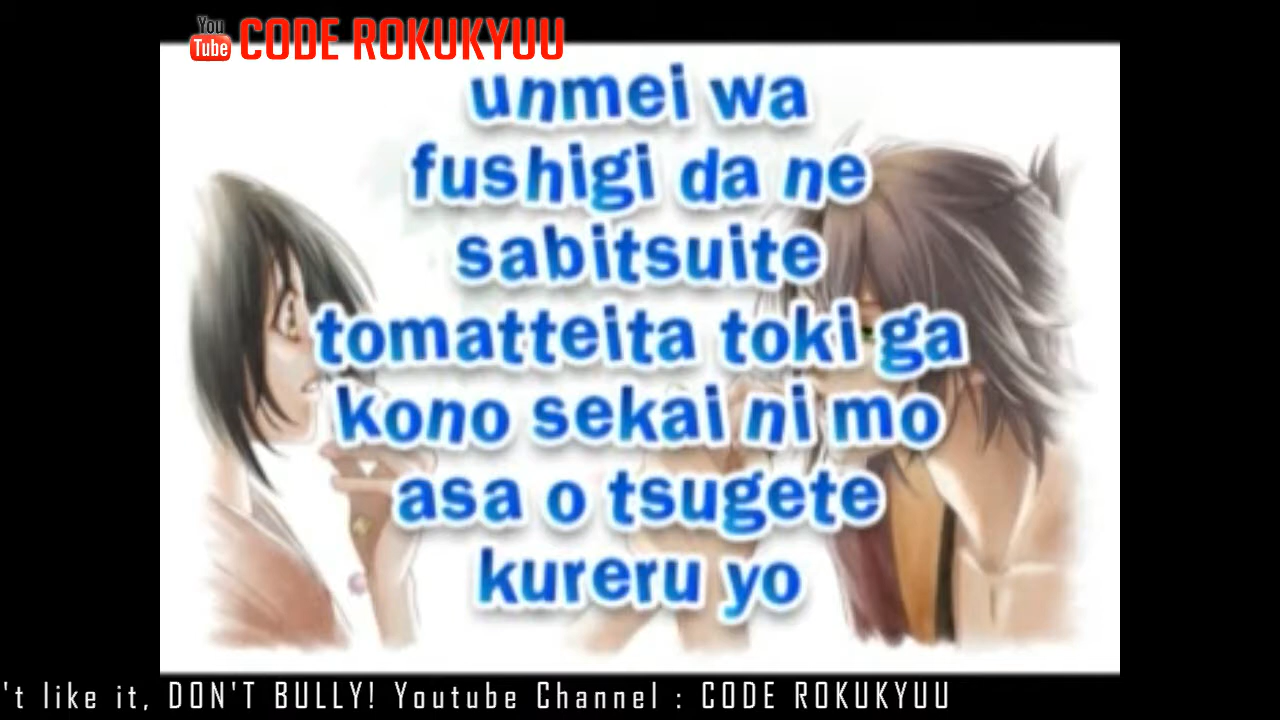 You Tube CODE ROKUKYUU
unmei wa
fushigi da ne
sabitsuite
tomatteita toki ga
kono sekai ni mo
asa o tsugete
kureru yo
't like it, DON'T BULLY! Youtube Channel : CODE ROKUKYUU